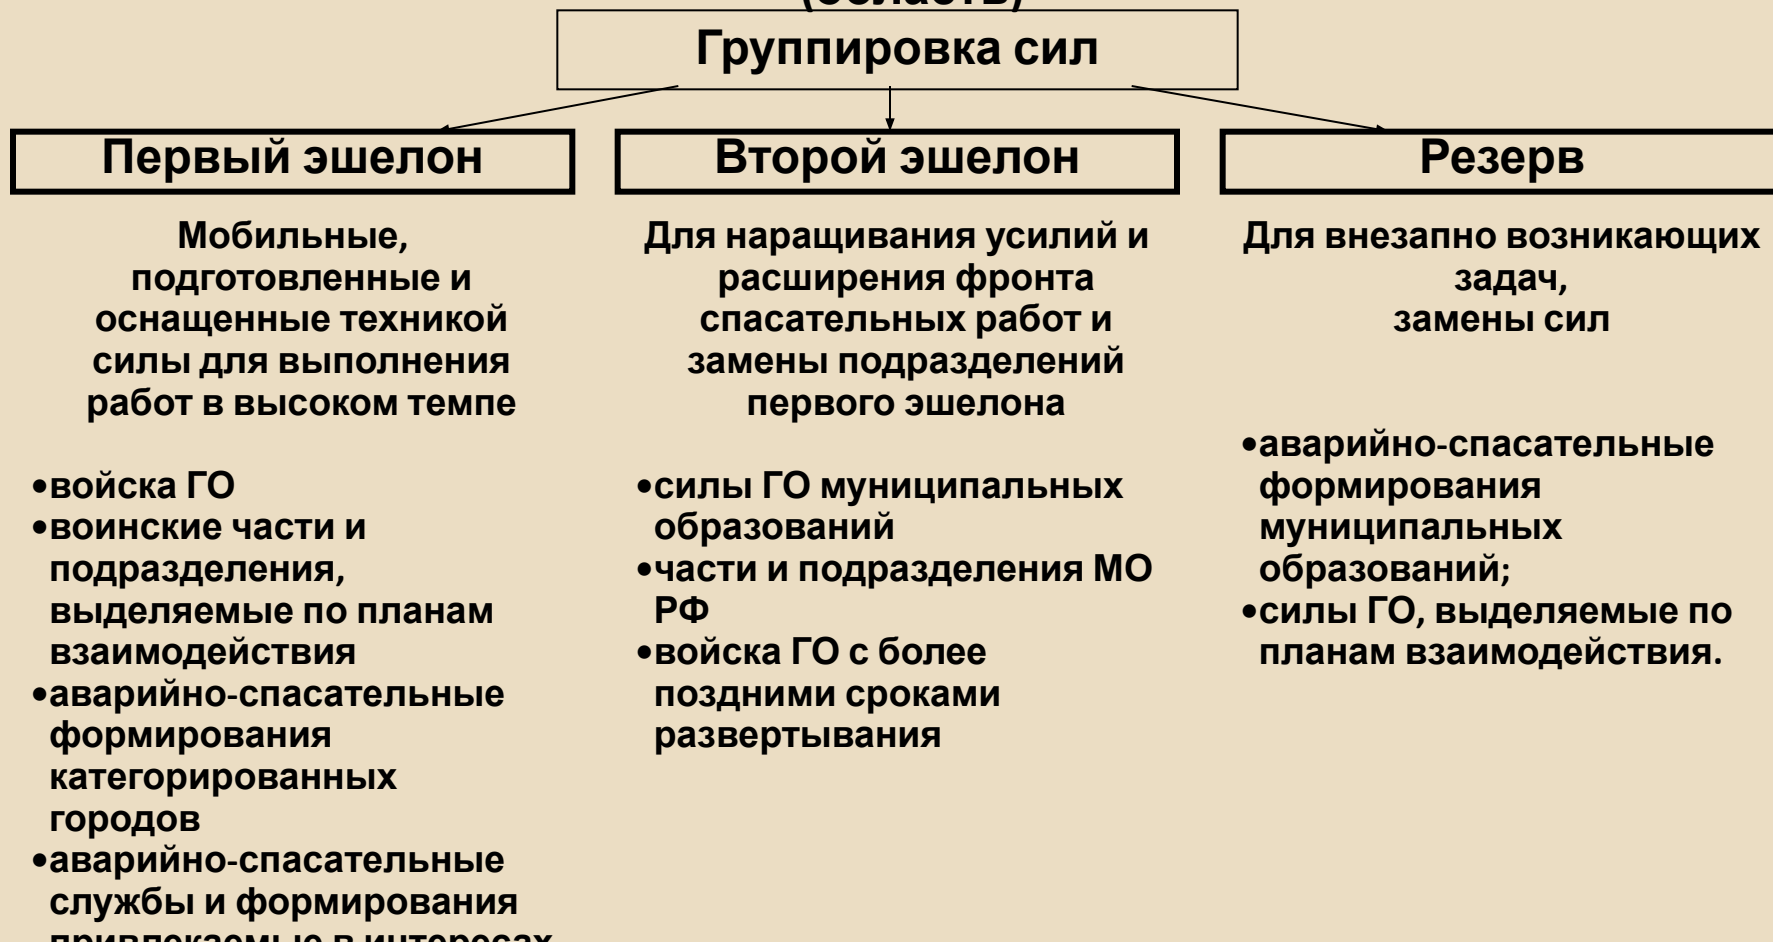 (область)
Группировка сил
Первый эшелон
Мобильные,
подготовленные и
оснащенные техникой
силы для выполнения
работ в высоком темпе
•войска ГО
•воинские части и
подразделения,
выделяемые по планам
взаимодействия
•аварийно-спасательные
формирования
категорированных
городов
•аварийно-спасательные
службы и формирования
привлекаемые в интересах
Второй эшелон
Для наращивания усилий и
расширения фронта
спасательных работ и
замены подразделений
первого эшелона
•силы ГО муниципальных
образований
•части и подразделения МО
РФ
•войска ГО с более
поздними сроками
развертывания
Резерв
Для внезапно возникающих
задач,
замены сил
•аварийно-спасательные
формирования
муниципальных
образований;
•силы ГО, выделяемые по
планам взаимодействия.